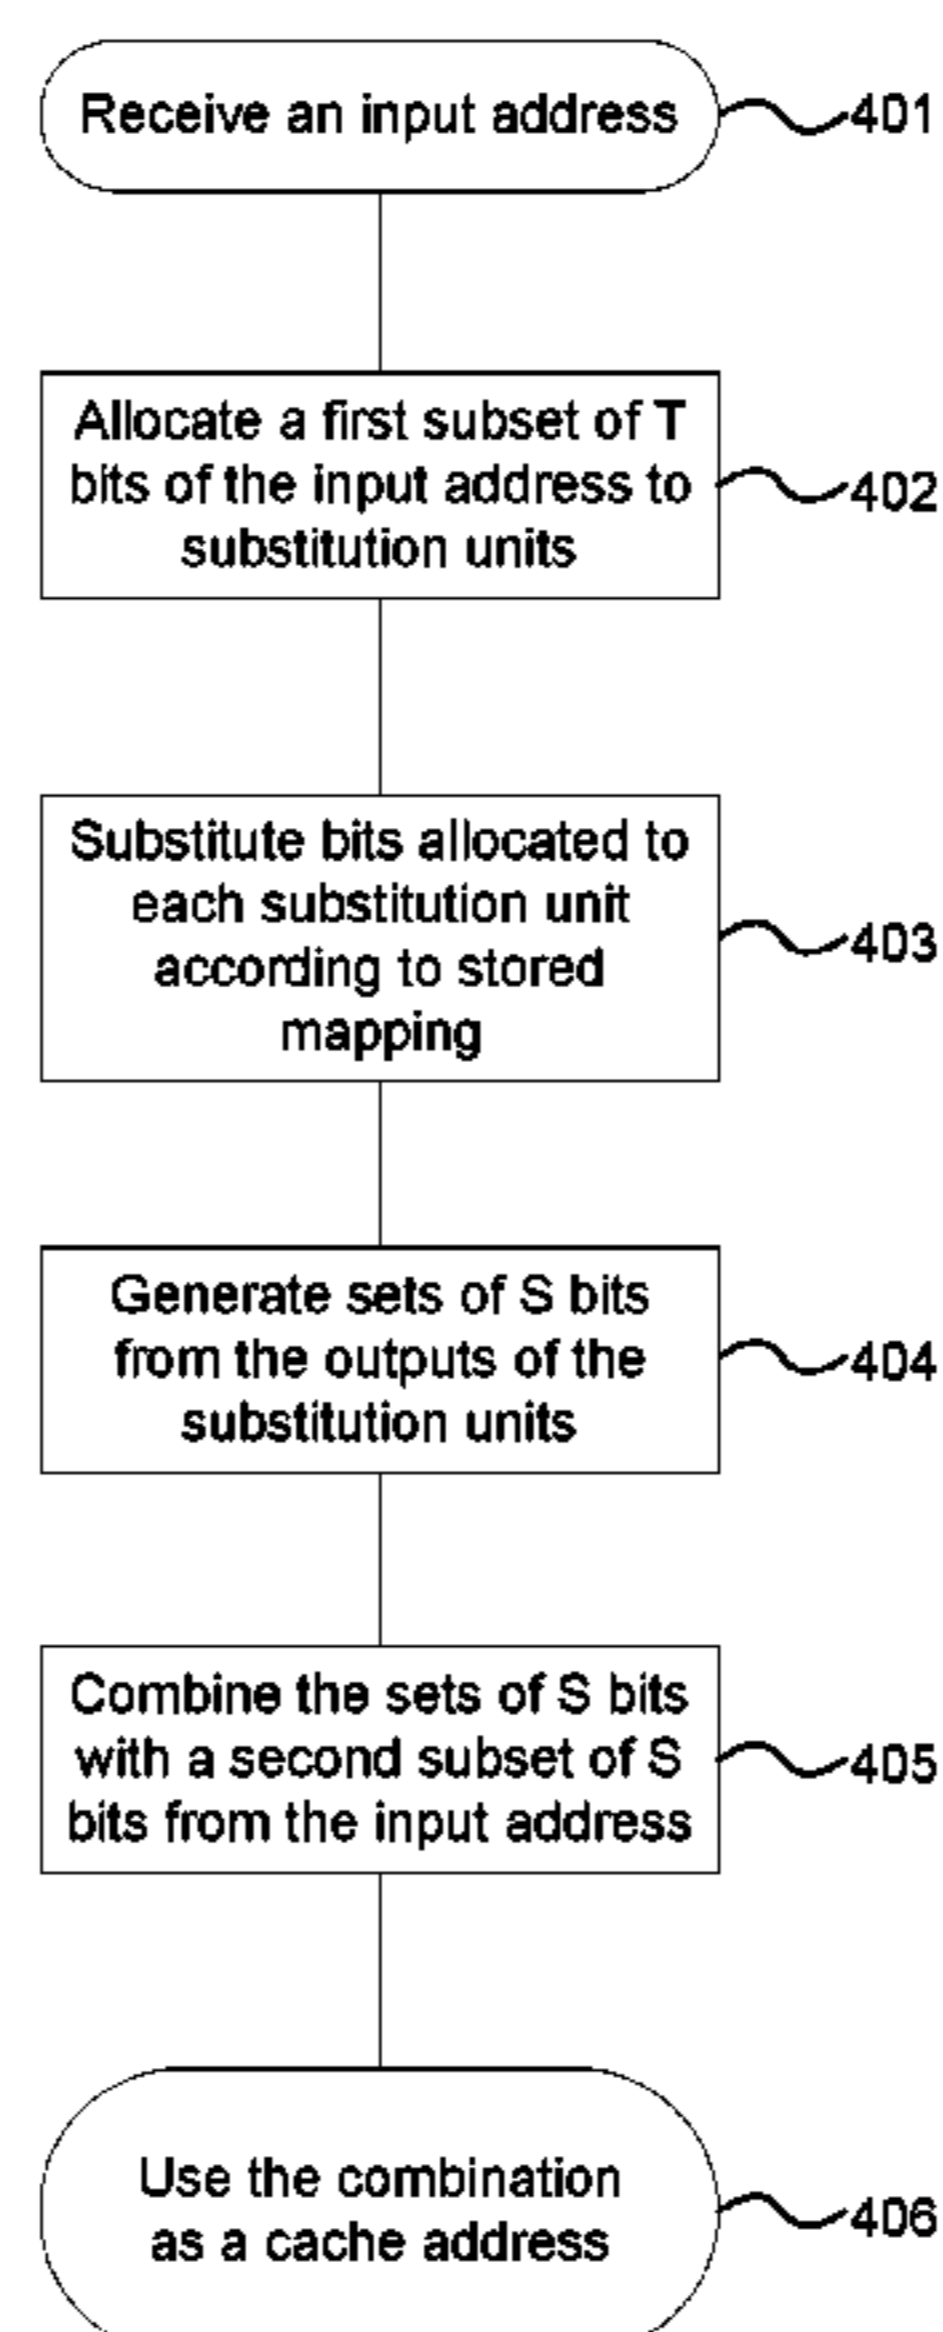 Receive an input address
401
Allocate a first subset of T
bits of the input address to
substitution units
402
Substitute bits allocated to
each substitution unit
according to stored
mapping
403
Generate sets of S bits
from the outputs of the
substitution units
404
Combine the sets of S bits
with a second subset of S
bits from the input address
405
Use the combination
as a cache address
406